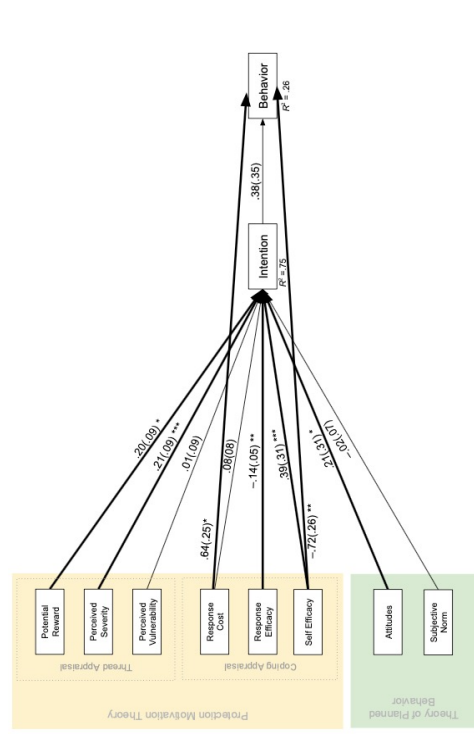 Protection Motivation Theory
Thread Appraisal
Potential
Reward
Perceived
Severity
Perceived
Vulnerability
Coping Appraisal
Response
Cost
Response
Efficacy
Self Efficacy
Theory of Planned
Behavior
Attitudes
Subjective
Norm
.20(.09) *
.21(.09) ***
.01(.09)
.64(.25)*
.08(08)
–.14(.05) **
.39(.31) ***
–.72(.26) **
.21(.31)*
–.02(.07)
Intention
R² = .75
.38(.35)
Behavior
R² = .26